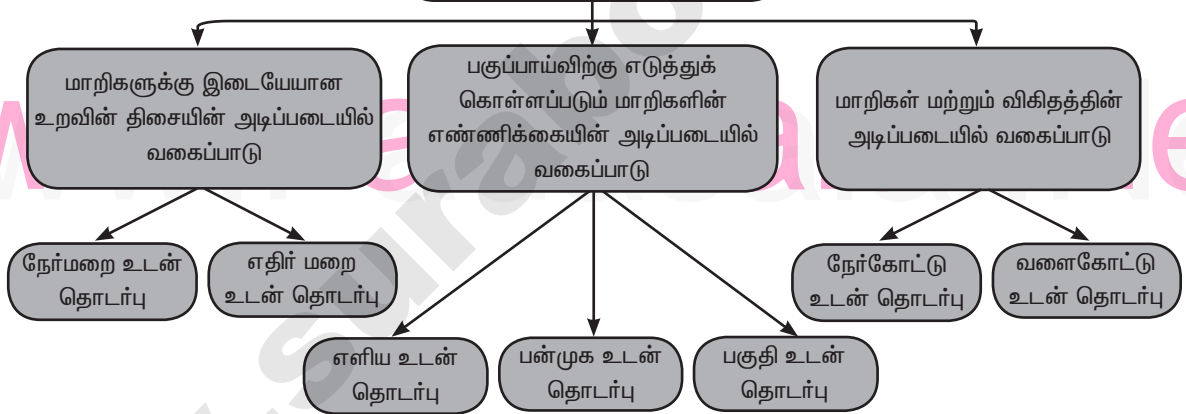 மாறிகளுக்கு இடையேயான
உறவின் திசையின் அடிப்படையில்
வகைப்பாடு
பகுப்பாய்விற்கு எடுத்துக்
கொள்ளப்படும் மாறிகளின்
எண்ணிக்கையின் அடிப்படையில்
வகைப்பாடு
மாறிகள் மற்றும் விகிதத்தின்
அடிப்படையில் வகைப்பாடு
நேர்மறை உடன்
தொடர்பு
எதிர் மறை
உடன் தொடர்பு
எளிய உடன்
தொடர்பு
பன்முக உடன்
தொடர்பு
பகுதி உடன்
தொடர்பு
நேர்கோட்டு
உடன் தொடர்பு
வளைகோட்டு
உடன் தொடர்பு